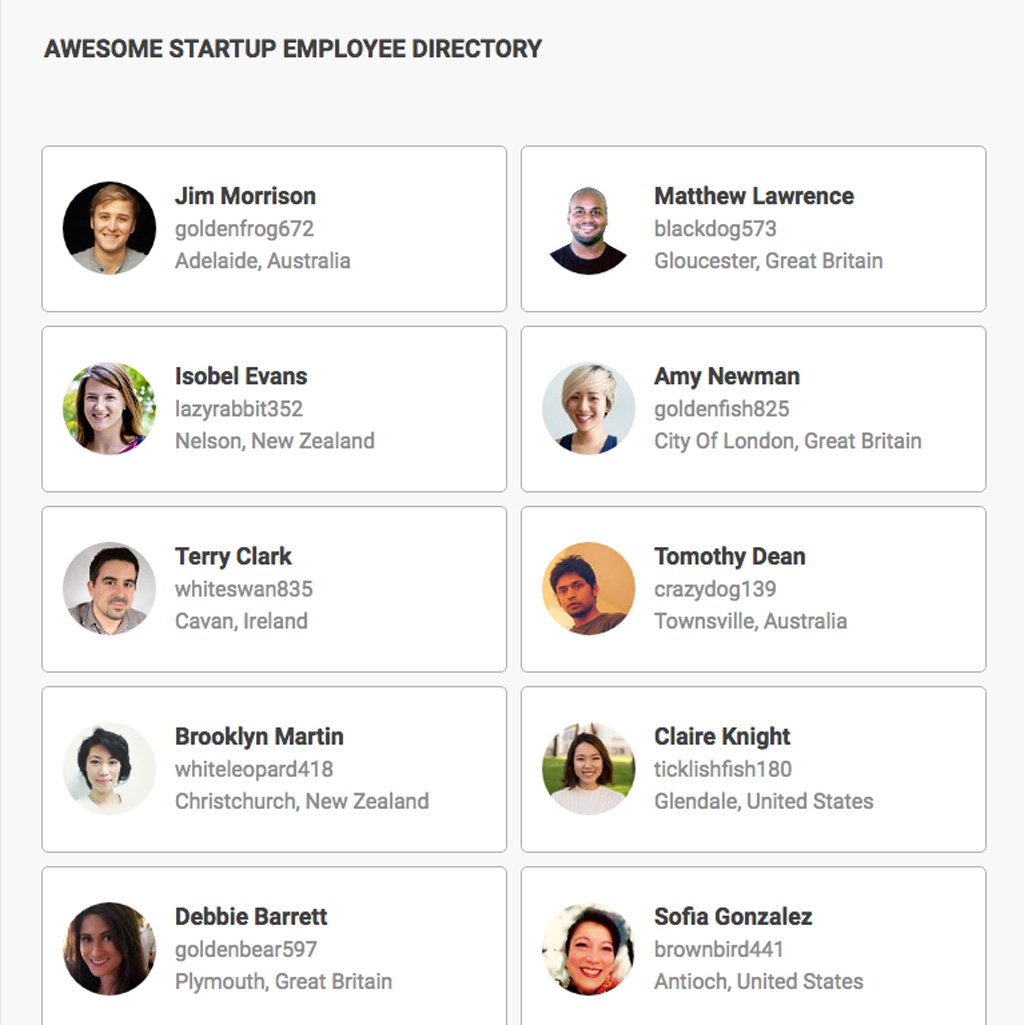 AWESOME STARTUP EMPLOYEE DIRECTORY
Jim Morrison
goldenfrog672
Adelaide, Australia
Matthew Lawrence
blackdog573
Gloucester, Great Britain
Isobel Evans
lazyrabbit352
Nelson, New Zealand
Amy Newman
goldenfish825
City Of London, Great Britain
Terry Clark
whiteswan835
Cavan, Ireland
Tomothy Dean
crazydog139
Townsville, Australia
Brooklyn Martin
whiteleopard418
Christchurch, New Zealand
Claire Knight
ticklishfish180
Glendale, United States
Debbie Barrett
goldenbear597
Plymouth, Great Britain
Sofia Gonzalez
brownbird441
Antioch, United States